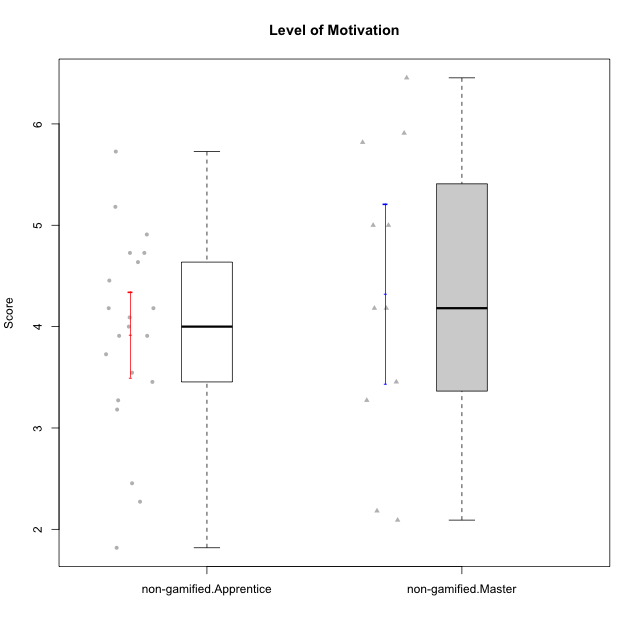 Level of Motivation
Score
6
5
4
3
2
non-gamified.Apprentice
non-gamified.Master